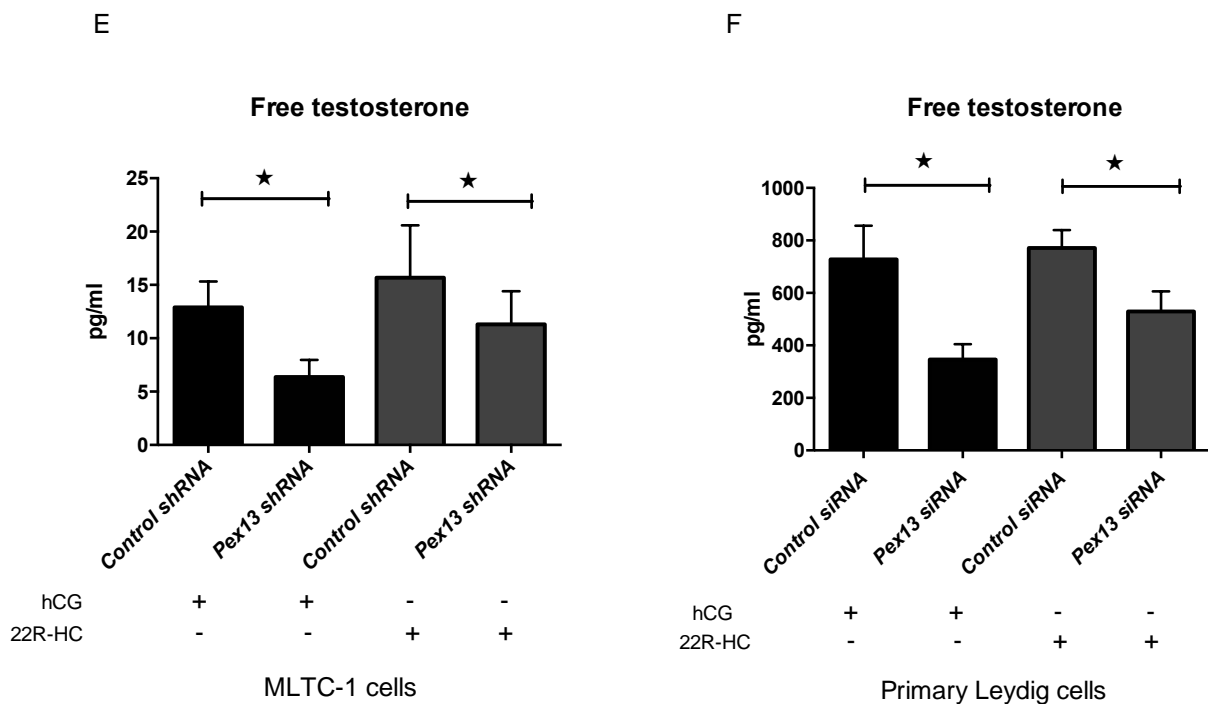 E
Free testosterone
★ ★
25
20
15
10
5
0
pg/ml
Control shRNA
Pex13 shRNA
Control shRNA
Pex13 shRNA
hCG + + - -
22R-HC - - + +
MLTC-1 cells
F
Free testosterone
★ ★
1000
800
600
400
200
0
pg/ml
Control siRNA
Pex13 siRNA
Control siRNA
Pex13 siRNA
hCG + + - -
22R-HC - - + +
Primary Leydig cells